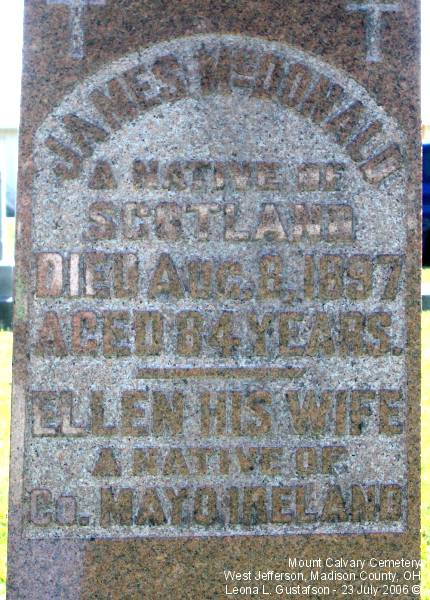 JAMES McDONALD
A NATIVE OF
SCOTLAND
DIED AUG. 8, 1897
AGED 84 YEARS.
ELLEN HIS WIFE
A NATIVE OF
Co. MAYO IRELAND
Mount Calvary Cemetery
West Jefferson, Madison County, OH
Leona L. Gustafson - 23 July 2006 ©